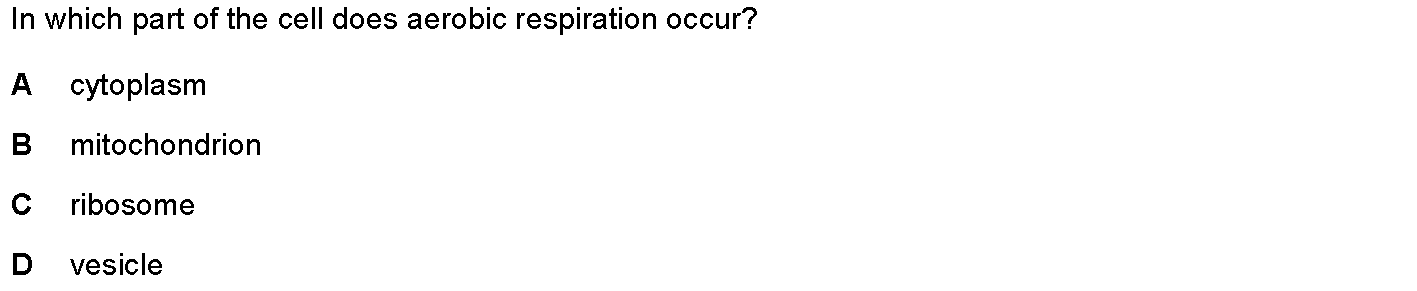 In which part of the cell does aerobic respiration occur?
A cytoplasm
B mitochondrion
C ribosome
D vesicle